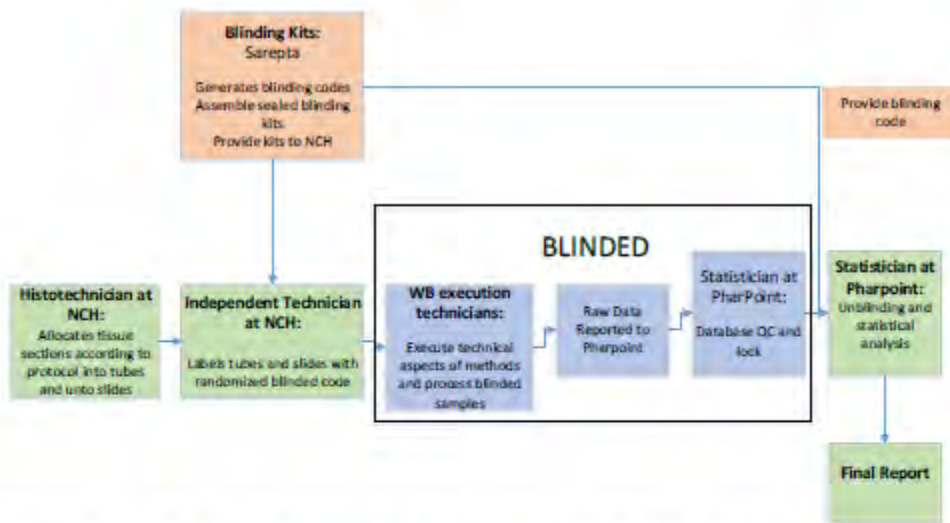 Blinding Kits:
Sarepta
Generates blinding codes
Assemble sealed blinding
kits.
Provide kits to NCH
Provide blinding
code
BLINDED
Histotechnician at
NCH:
Allocates tissue
sections according to
protocol into tubes
and unto slides
Independent Technician
at NCH:
Labels tubes and slides with
randomized blinded code
WB execution
technicians:
Execute technical
aspects of methods
and process blinded
samples
Raw Data
Reported to
Pharpoint
Statistician at
PharPoint:
Database QC and
lock
Statistician at
Pharpoint:
Unblinding and
statistical
analysis
Final Report